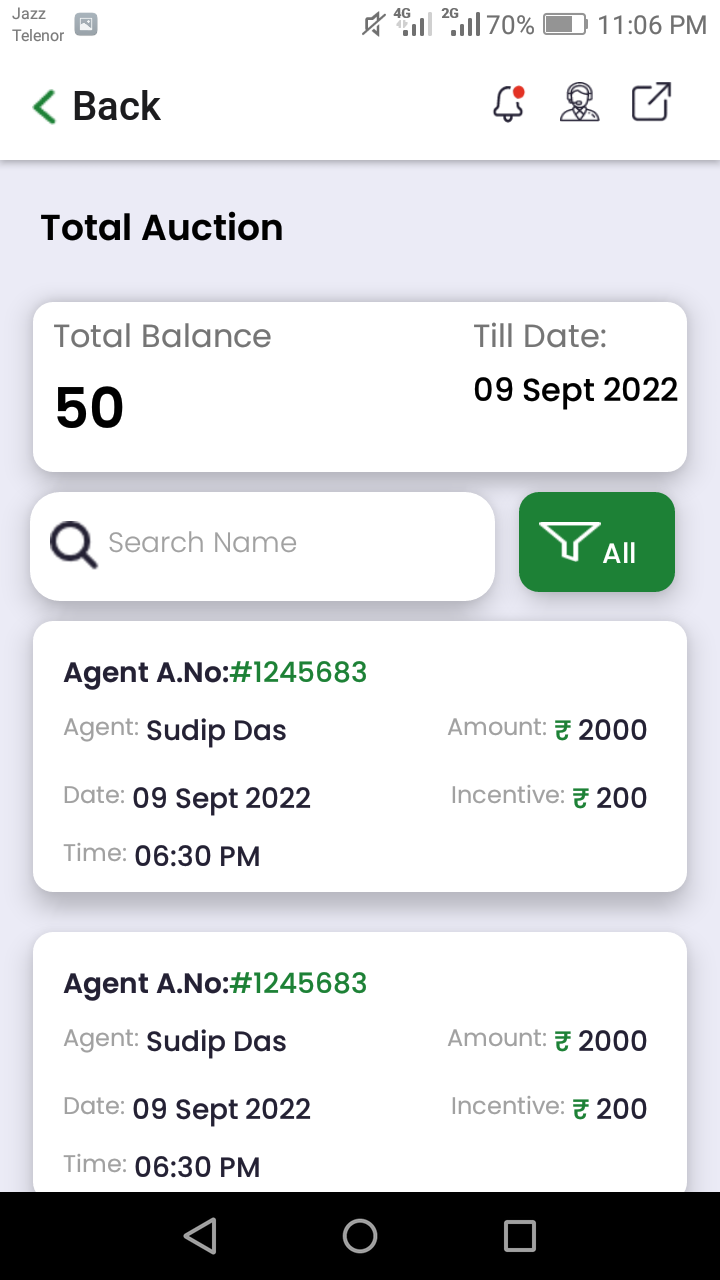 Jazz
Telenor
4G 2G 70% 11:06 PM
Back
Total Auction
Total Balance Till Date:
50 09 Sept 2022
Search Name All
Agent A.No:#1245683
Agent: Sudip Das Amount: ₹ 2000
Date: 09 Sept 2022 Incentive: ₹ 200
Time: 06:30 PM
Agent A.No:#1245683
Agent: Sudip Das Amount: ₹ 2000
Date: 09 Sept 2022 Incentive: ₹ 200
Time: 06:30 PM